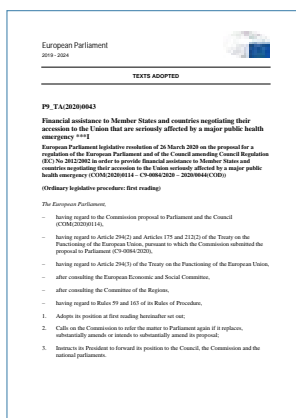 European Parliament
2019 - 2024
TEXTS ADOPTED
P9_TA(2020)0043
Financial assistance to Member States and countries negotiating their
accession to the Union that are seriously affected by a major public health
emergency ***I
European Parliament legislative resolution of 26 March 2020 on the proposal for a
regulation of the European Parliament and of the Council amending Council Regulation
(EC) No 2012/2002 in order to provide financial assistance to Member States and
countries negotiating their accession to the Union that are seriously affected by a major public
health emergency (COM(2020)0114 – C9-0084/2020 – 2020/0044(COD))
(Ordinary legislative procedure: first reading)
The European Parliament,
– having regard to the Commission proposal to Parliament and the Council
(COM(2020)0114),
– having regard to Article 294(2) and Articles 175 and 212(2) of the Treaty on the
Functioning of the European Union, pursuant to which the Commission submitted the
proposal to Parliament (C9-0084/2020),
– having regard to Article 294(3) of the Treaty on the Functioning of the European Union,
– after consulting the European Economic and Social Committee,
– after consulting the Committee of the Regions,
– having regard to Rules 59 and 163 of its Rules of Procedure,
1. Adopts its position at first reading hereinafter set out;
2. Calls on the Commission to refer the matter to Parliament again if it replaces,
substantially amends or intends to substantially amend its proposal;
3. Instructs its President to forward its position to the Council, the Commission and the
national parliaments.